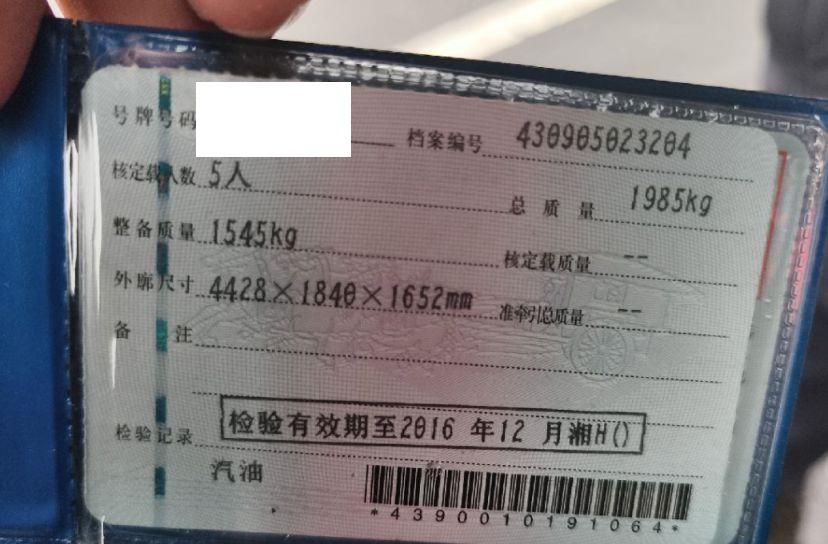 号牌号码 档案编号 430905023204
核定载人数 5人 总质量 1985kg
整备质量 1545kg 核定载质量 --
外廓尺寸 4428×1840×1652mm 准牵引总质量 --
备注
检验记录 检验有效期至2016 年12 月湘H()
汽油
*4390010191064*